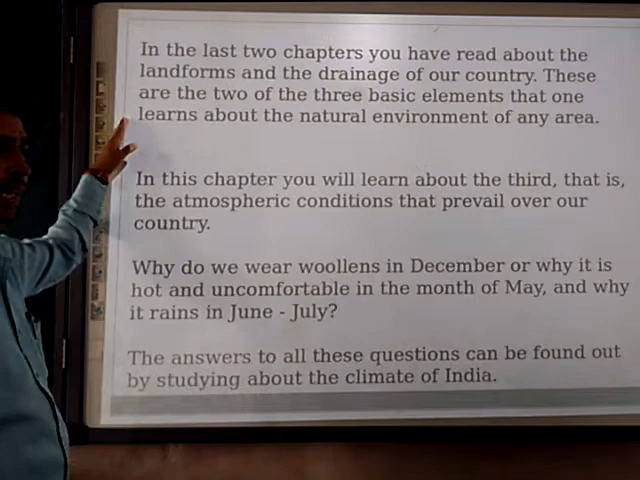 In the last two chapters you have read about the
landforms and the drainage of our country. These
are the two of the three basic elements that one
learns about the natural environment of any area.
In this chapter you will learn about the third, that is,
the atmospheric conditions that prevail over our
country.
Why do we wear woollens in December or why it is
hot and uncomfortable in the month of May, and why
it rains in June - July?
The answers to all these questions can be found out
by studying about the climate of India.